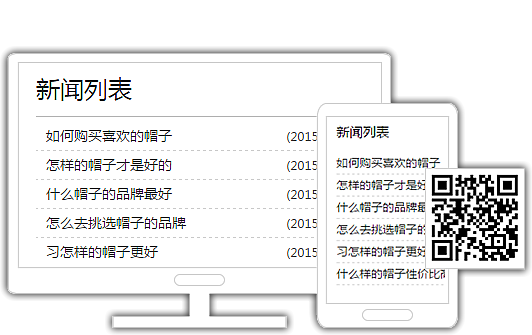 新闻列表
如何购买喜欢的帽子 (2015
怎样的帽子才是好的 (2015
什么帽子的品牌最好 (2015
怎么去挑选帽子的品牌 (2015
习怎样的帽子更好 (2015
新闻列表
如何购买喜欢的帽子
怎样的帽子才是好
什么帽子的品牌最
怎么去挑选帽子的
习怎样的帽子更好
什么样的帽子性价比